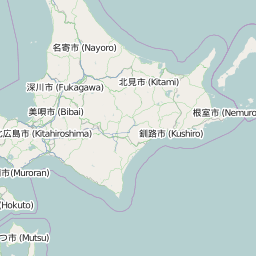 名寄市 (Nayoro)
北見市 (Kitami)
深川市 (Fukagawa)
美唄市 (Bibai)
根室市 (Nemuro
北広島市 (Kitahiroshima)
釧路市 (Kushiro)
市(Muroran)
(Hokuto)
つ市 (Mutsu)